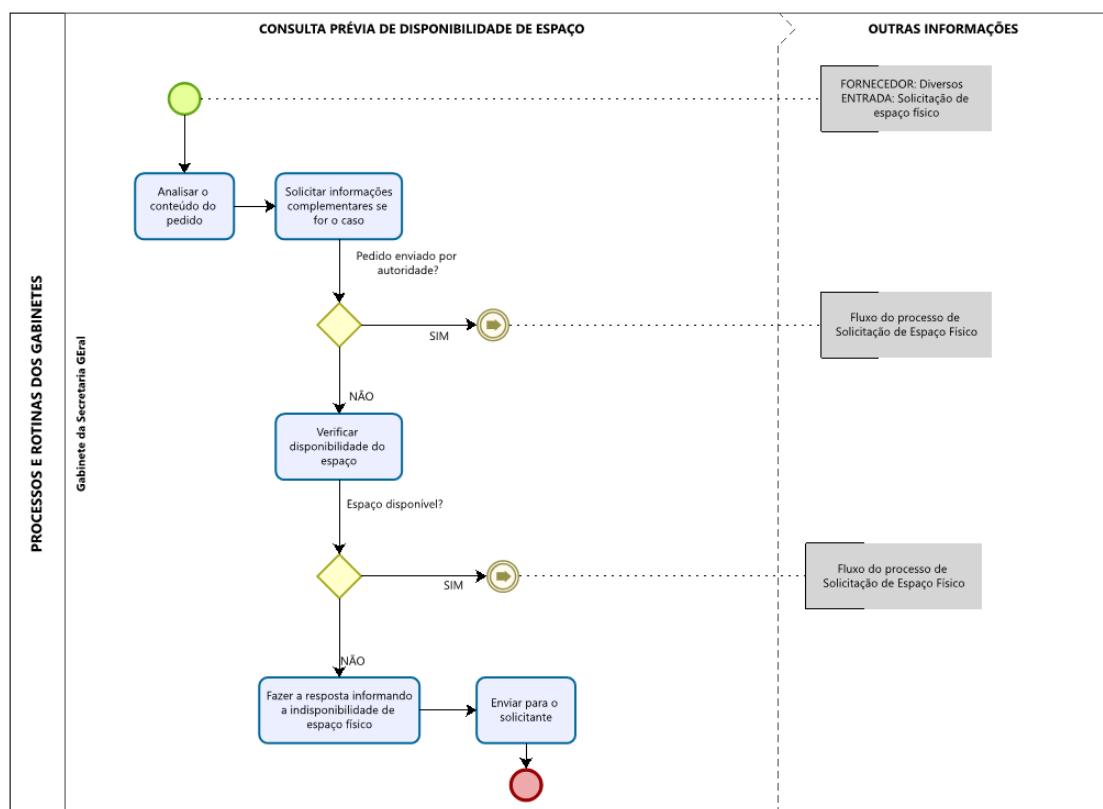 CONSULTA PRÉVIA DE DISPONIBILIDADE DE ESPAÇO
OUTRAS INFORMAÇÕES
PROCESSOS E ROTINAS DOS GABINETES
Gabinete da Secretaria GEral
FORNECEDOR: Diversos
ENTRADA: Solicitação de
espaço físico
Analisar o
conteúdo do
pedido
Solicitar informações
complementares se
for o caso
Pedido enviado por
autoridade?
SIM
Fluxo do processo de
Solicitação de Espaço Físico
NÃO
Verificar
disponibilidade do
espaço
Espaço disponível?
SIM
Fluxo do processo de
Solicitação de Espaço Físico
NÃO
Fazer a resposta informando
a indisponibilidade de
espaço físico
Enviar para o
solicitante